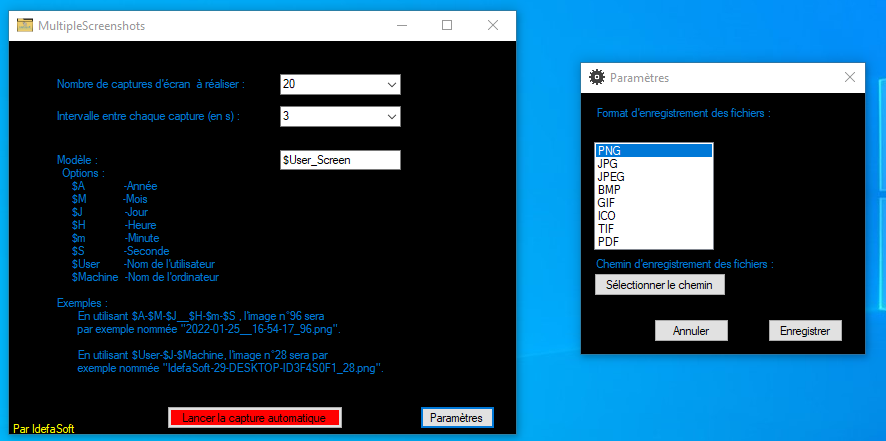 MultipleScreenshots
Nombre de captures d'écran à réaliser : 20
Intervalle entre chaque capture (en s) : 3
Modèle : $User_Screen
Options :
$A -Année
$M -Mois
$J -Jour
$H -Heure
$m -Minute
$S -Seconde
$User -Nom de l'utilisateur
$Machine -Nom de l'ordinateur
Exemples :
En utilisant $A-$M-$J__$H-$m-$S , l'image n°96 sera
par exemple nommée "2022-01-25__16-54-17_96.png".
En utilisant $User-$J-$Machine, l'image n°28 sera par
exemple nommée "IdefaSoft-29-DESKTOP-ID3F4S0F1_28.png".
Lancer la capture automatique
Paramètres
Par IdefaSoft
Paramètres
Format d'enregistrement des fichiers :
PNG
JPG
JPEG
BMP
GIF
ICO
TIF
PDF
Chemin d'enregistrement des fichiers :
Sélectionner le chemin
Annuler
Enregistrer